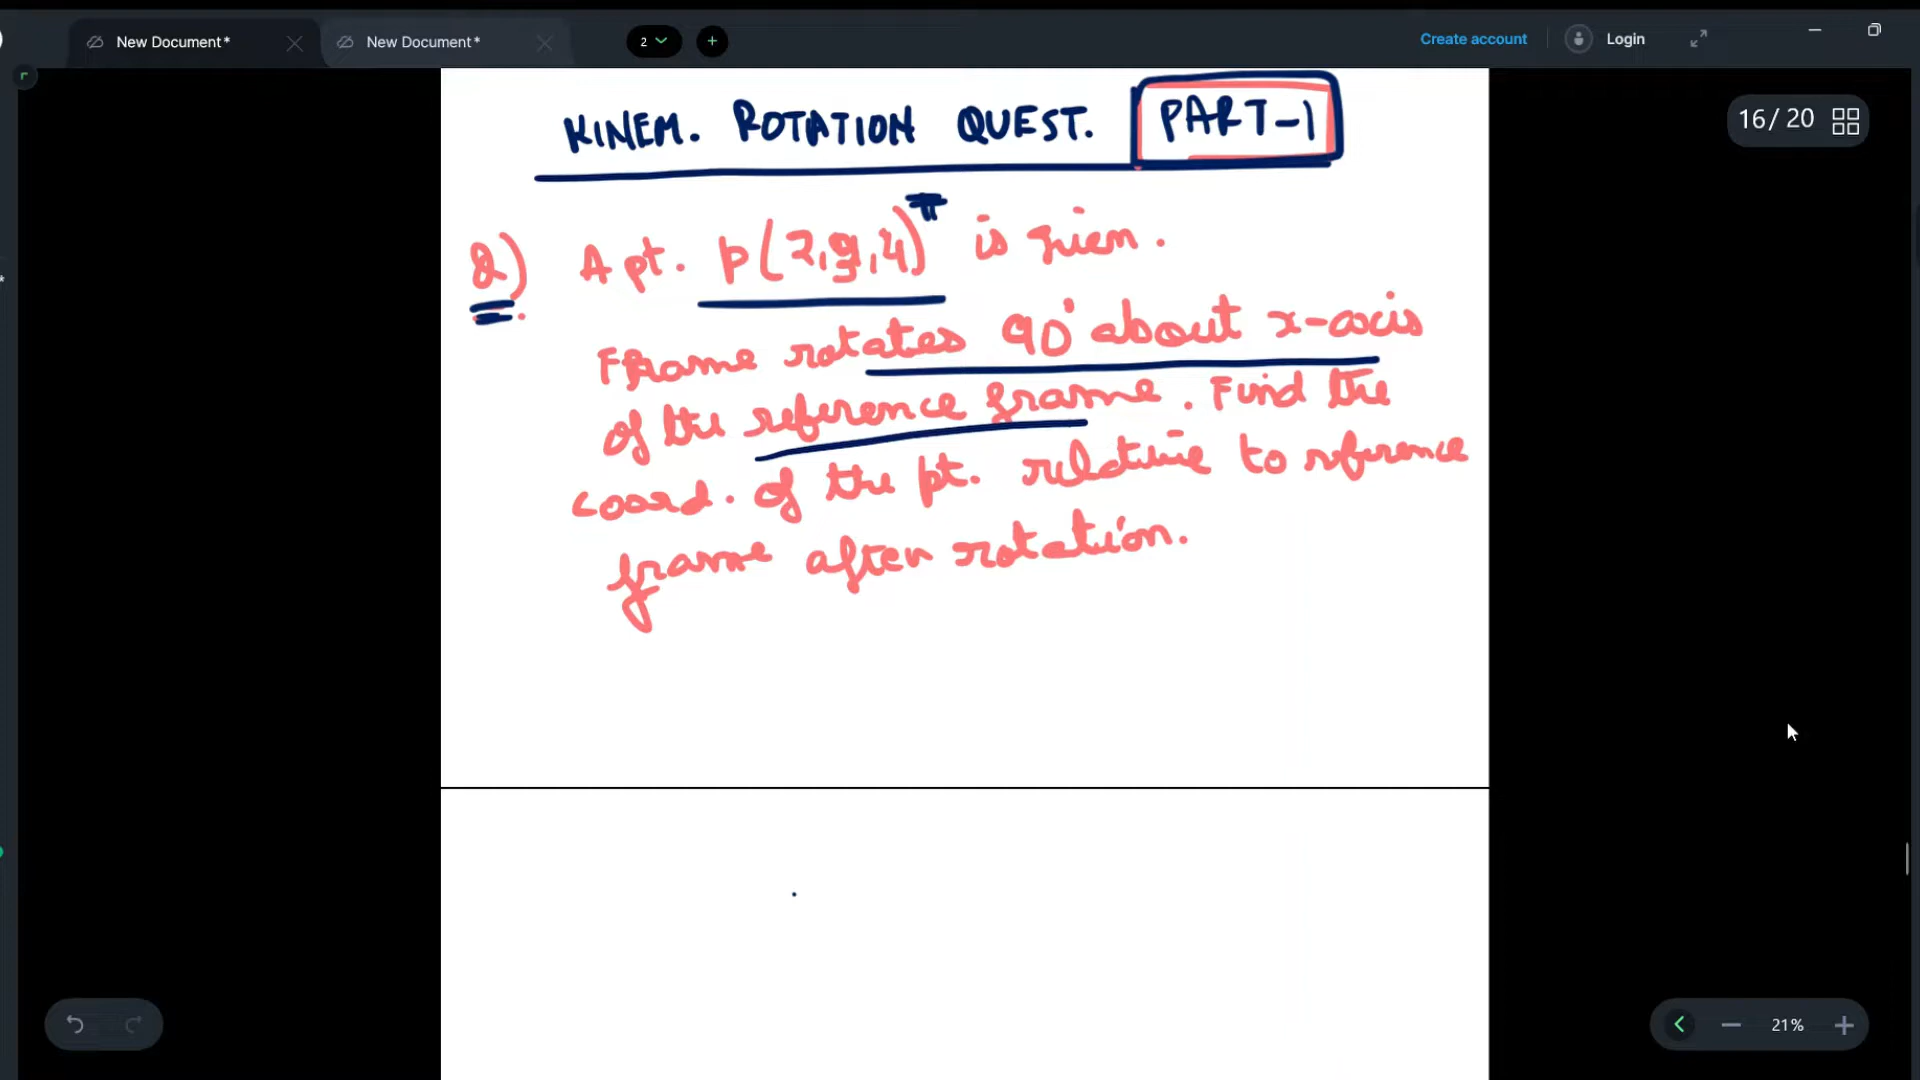 New Document*
New Document*
2
+
Create account
Login
16/ 20
KINEM. ROTATION QUEST. PART-1
Q) A pt. P(2,3,4)ᵀ is given.
Frame rotates 90° about x-axis
of the reference frame. Find the
coord. of the pt. relative to reference
frame after rotation.
21%